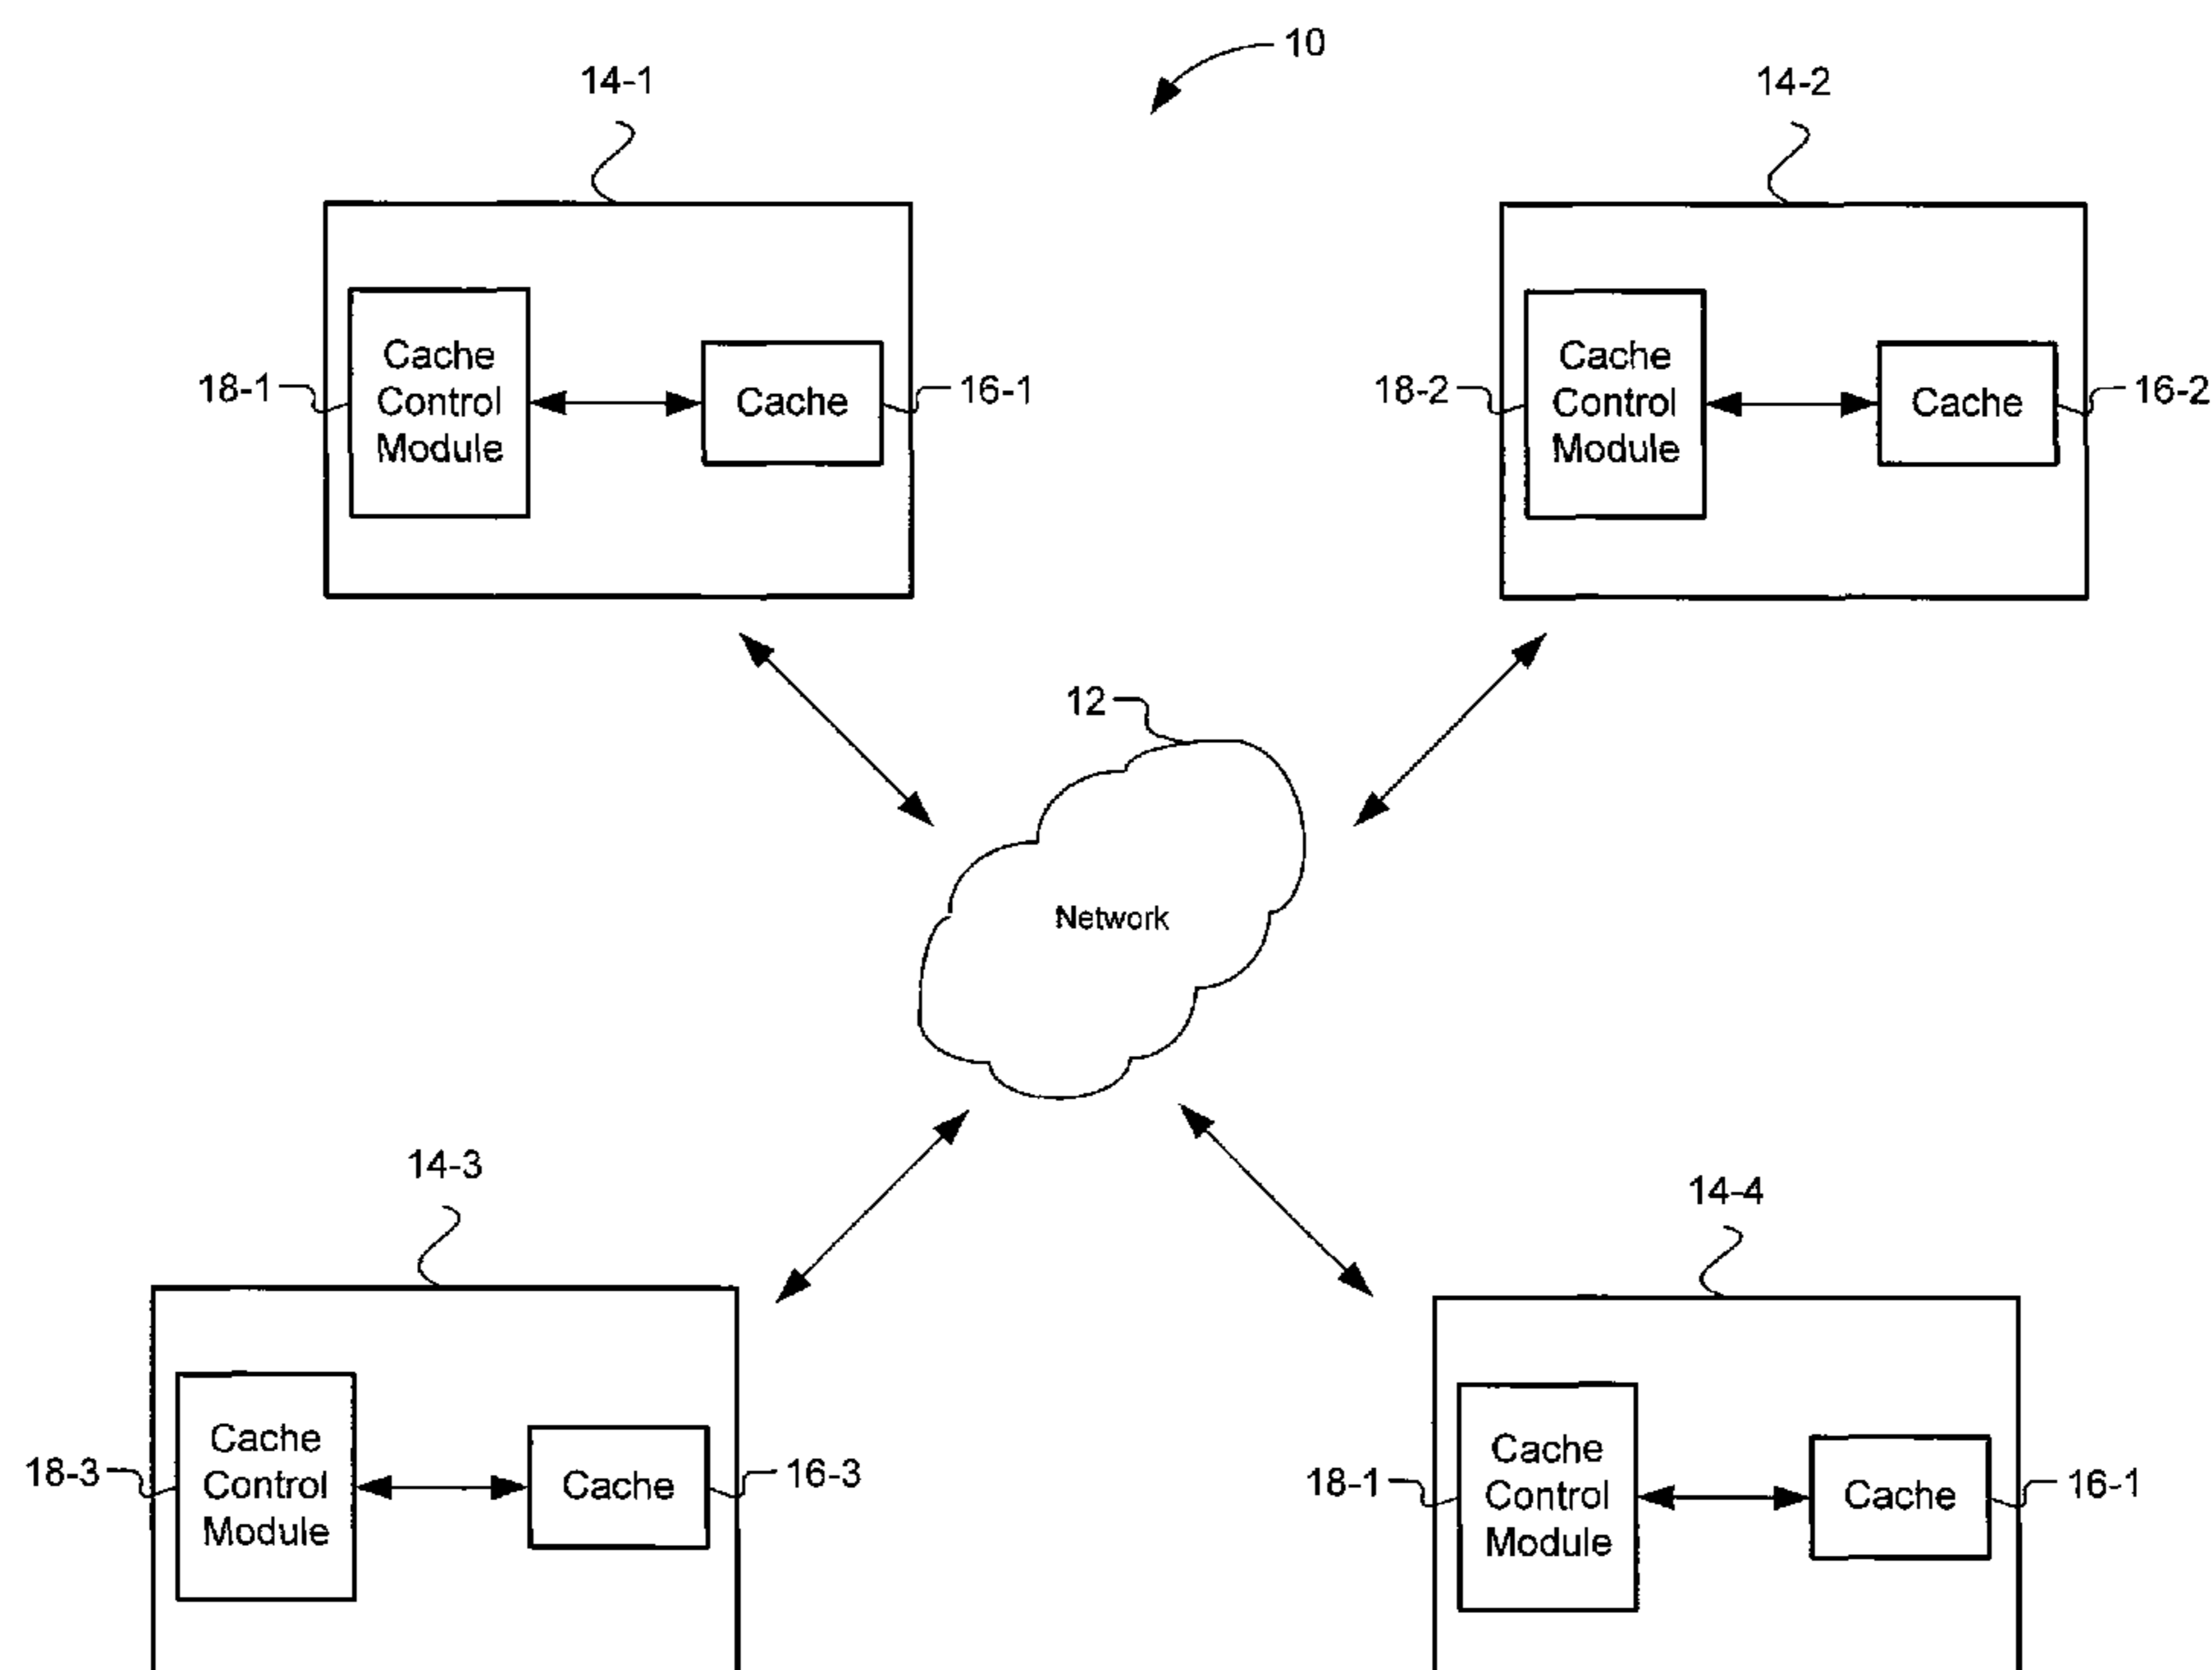 10
14-1
14-2
Cache
Control
Module
18-1
Cache
16-1
Cache
Control
Module
18-2
Cache
16-2
12
Network
14-3
14-4
Cache
Control
Module
18-3
Cache
16-3
Cache
Control
Module
18-1
Cache
16-1